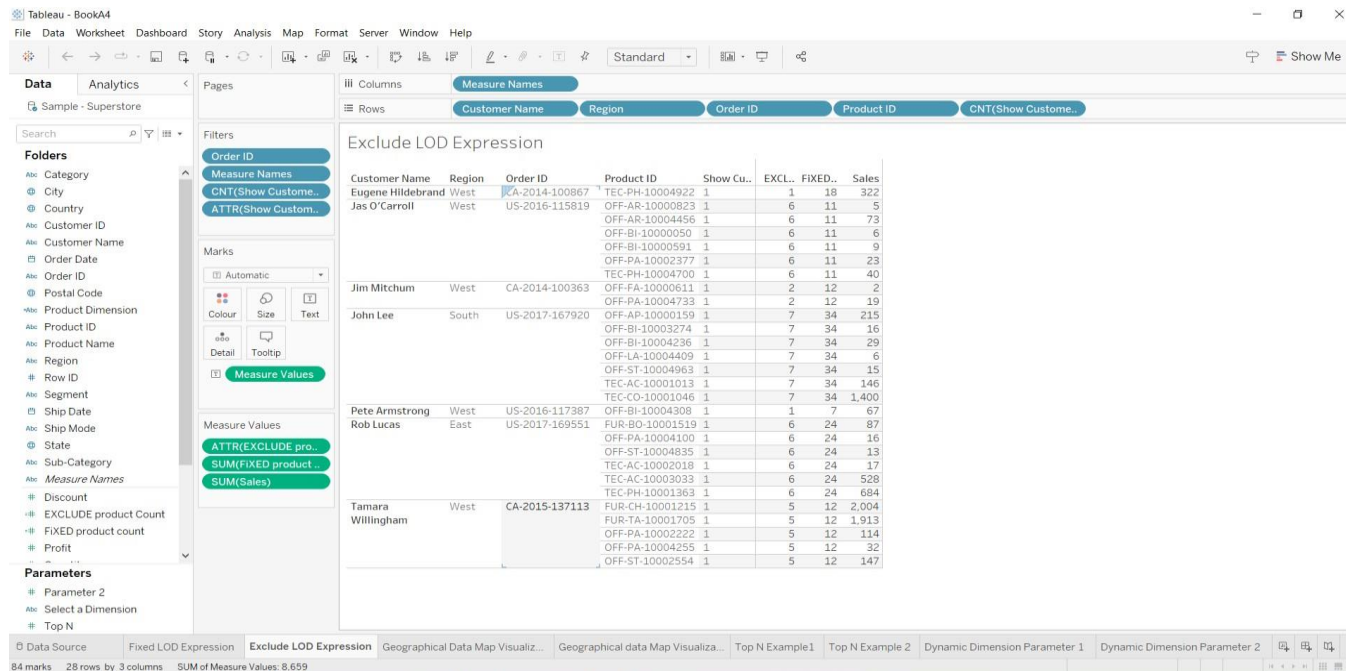 Tableau - BookA4
File Data Worksheet Dashboard Story Analysis Map Format Server Window Help
Standard
Show Me
Data Analytics
Sample - Superstore
Search
Folders
Abc Category
City
Country
Abc Customer ID
Abc Customer Name
Order Date
Abc Order ID
Postal Code
Abc Product Dimension
Abc Product ID
Abc Product Name
Abc Region
# Row ID
Abc Segment
Ship Date
Abc Ship Mode
State
Abc Sub-Category
Abc Measure Names
# Discount
# EXCLUDE product Count
# FiXED product count
# Profit
Parameters
# Parameter 2
Abc Select a Dimension
# Top N
Pages
Filters
Order ID
Measure Names
CNT(Show Custome..
ATTR(Show Custom..
Marks
Automatic
Colour Size Text
Detail Tooltip
Measure Values
Measure Values
ATTR(EXCLUDE pro..
SUM(FiXED product ..
SUM(Sales)
iii Columns Measure Names
Rows Customer Name Region Order ID Product ID CNT(Show Custome..
Exclude LOD Expression
Customer Name Region Order ID Product ID Show Cu.. EXCL.. FiXED.. Sales
Eugene Hildebrand West CA-2014-100867 TEC-PH-10004922 1 1 18 322
Jas O'Carroll West US-2016-115819 OFF-AR-10000823 1 6 11 5
OFF-AR-10004456 1 6 11 73
OFF-BI-10000050 1 6 11 6
OFF-BI-10000591 1 6 11 9
OFF-PA-10002377 1 6 11 23
TEC-PH-10004700 1 6 11 40
Jim Mitchum West CA-2014-100363 OFF-FA-10000611 1 2 12 2
OFF-PA-10004733 1 2 12 19
John Lee South US-2017-167920 OFF-AP-10000159 1 7 34 215
OFF-BI-10003274 1 7 34 16
OFF-BI-10004236 1 7 34 29
OFF-LA-10004409 1 7 34 6
OFF-ST-10004963 1 7 34 15
TEC-AC-10001013 1 7 34 146
TEC-CO-10001046 1 7 34 1,400
Pete Armstrong West US-2016-117387 OFF-BI-10004308 1 1 7 67
Rob Lucas East US-2017-169551 FUR-BO-10001519 1 6 24 87
OFF-PA-10004100 1 6 24 16
OFF-ST-10004835 1 6 24 13
TEC-AC-10002018 1 6 24 17
TEC-AC-10003033 1 6 24 528
TEC-PH-10001363 1 6 24 684
Tamara Willingham West CA-2015-137113 FUR-CH-10001215 1 5 12 2,004
FUR-TA-10001705 1 5 12 1,913
OFF-PA-10002222 1 5 12 114
OFF-PA-10004255 1 5 12 32
OFF-ST-10002554 1 5 12 147
Data Source Fixed LOD Expression Exclude LOD Expression Geographical Data Map Visualiz... Geographical data Map Visualiza... Top N Example1 Top N Example 2 Dynamic Dimension Parameter 1 Dynamic Dimension Parameter 2
84 marks 28 rows by 3 columns SUM of Measure Values: 8,659